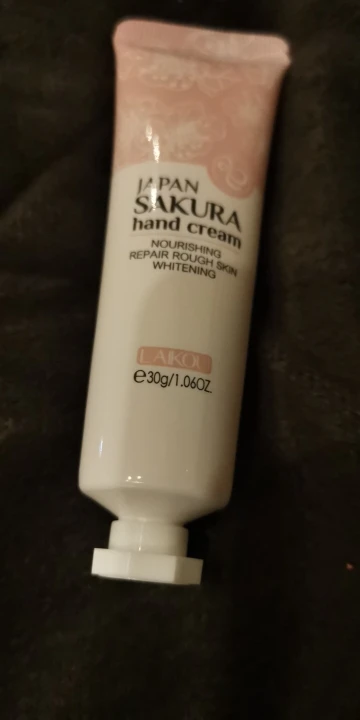 JAPAN
SAKURA
hand cream
NOURISHING
REPAIR ROUGH SKIN
WHITENING
LAIKOU
℮30g/1.06OZ.